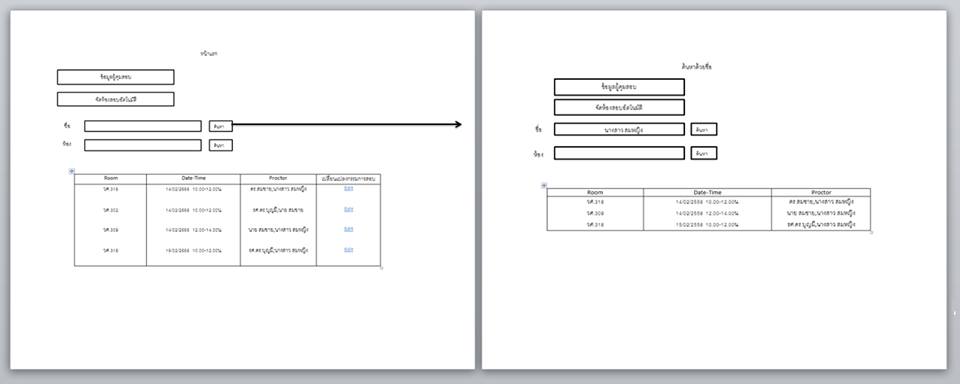 หน้าแรก
ข้อมูลผู้คุมสอบ
จัดห้องสอบอัตโนมัติ
ชื่อ ค้นหา
ห้อง ค้นหา
Room Date-Time Proctor เปลี่ยนแปลงกรรมการสอบ
วศ.318 14/02/2558 10.00-12.00น ดร.สมชาย,นางสาว สมหญิง Edit
วศ.302 14/02/2558 10.00-12.00น รศ.ดร.บุญมี,นาย สมชาย Edit
วศ.309 14/02/2558 12.00-14.00น นาย สมชาย,นางสาว สมหญิง Edit
วศ.318 15/02/2558 10.00-12.00น รศ.ดร.บุญมี,นางสาว สมหญิง Edit
ค้นหาด้วยชื่อ
ข้อมูลผู้คุมสอบ
จัดห้องสอบอัตโนมัติ
ชื่อ นางสาว สมหญิง ค้นหา
ห้อง ค้นหา
Room Date-Time Proctor
วศ.318 14/02/2558 10.00-12.00น ดร.สมชาย,นางสาว สมหญิง
วศ.309 14/02/2558 12.00-14.00น นาย สมชาย,นางสาว สมหญิง
วศ.318 15/02/2558 10.00-12.00น รศ.ดร.บุญมี,นางสาว สมหญิง